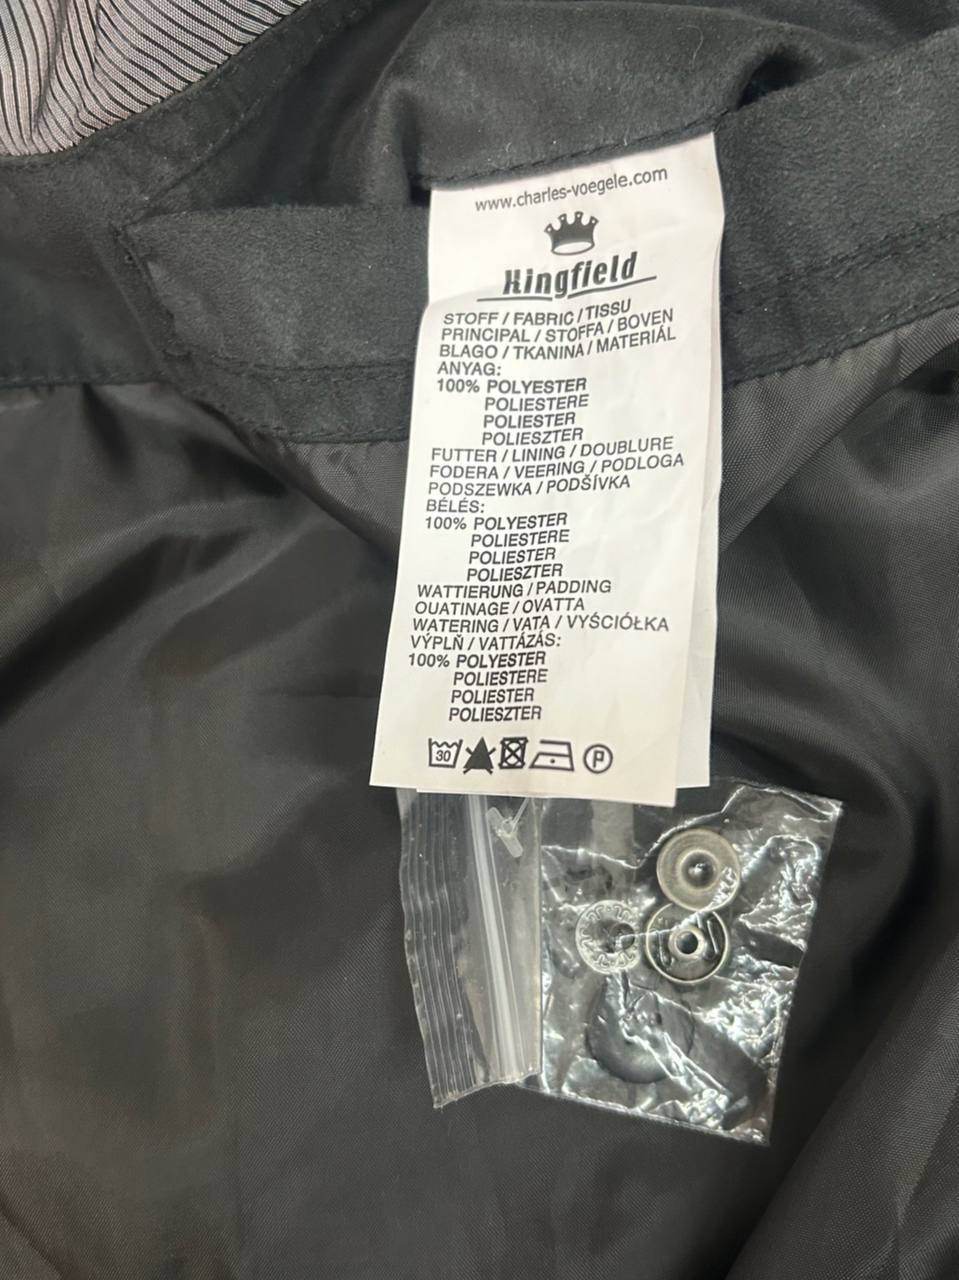 www.charles-voegele.com
Kingfield
STOFF / FABRIC / TISSU
PRINCIPAL / STOFFA / BOVEN
BLAGO / TKANINA / MATERIÁL
ANYAG:
100% POLYESTER
POLIESTERE
POLIESTER
POLIESZTER
FUTTER / LINING / DOUBLURE
FODERA / VEERING / PODLOGA
PODSZEWKA / PODŠÍVKA
BÉLÉS:
100% POLYESTER
POLIESTERE
POLIESTER
POLIESZTER
WATTIERUNG / PADDING
OUATINAGE / OVATTA
WATERING / VATA / VYŚCIÓŁKA
VÝPLŇ / VATTÁZÁS:
100% POLYESTER
POLIESTERE
POLIESTER
POLIESZTER
30 P